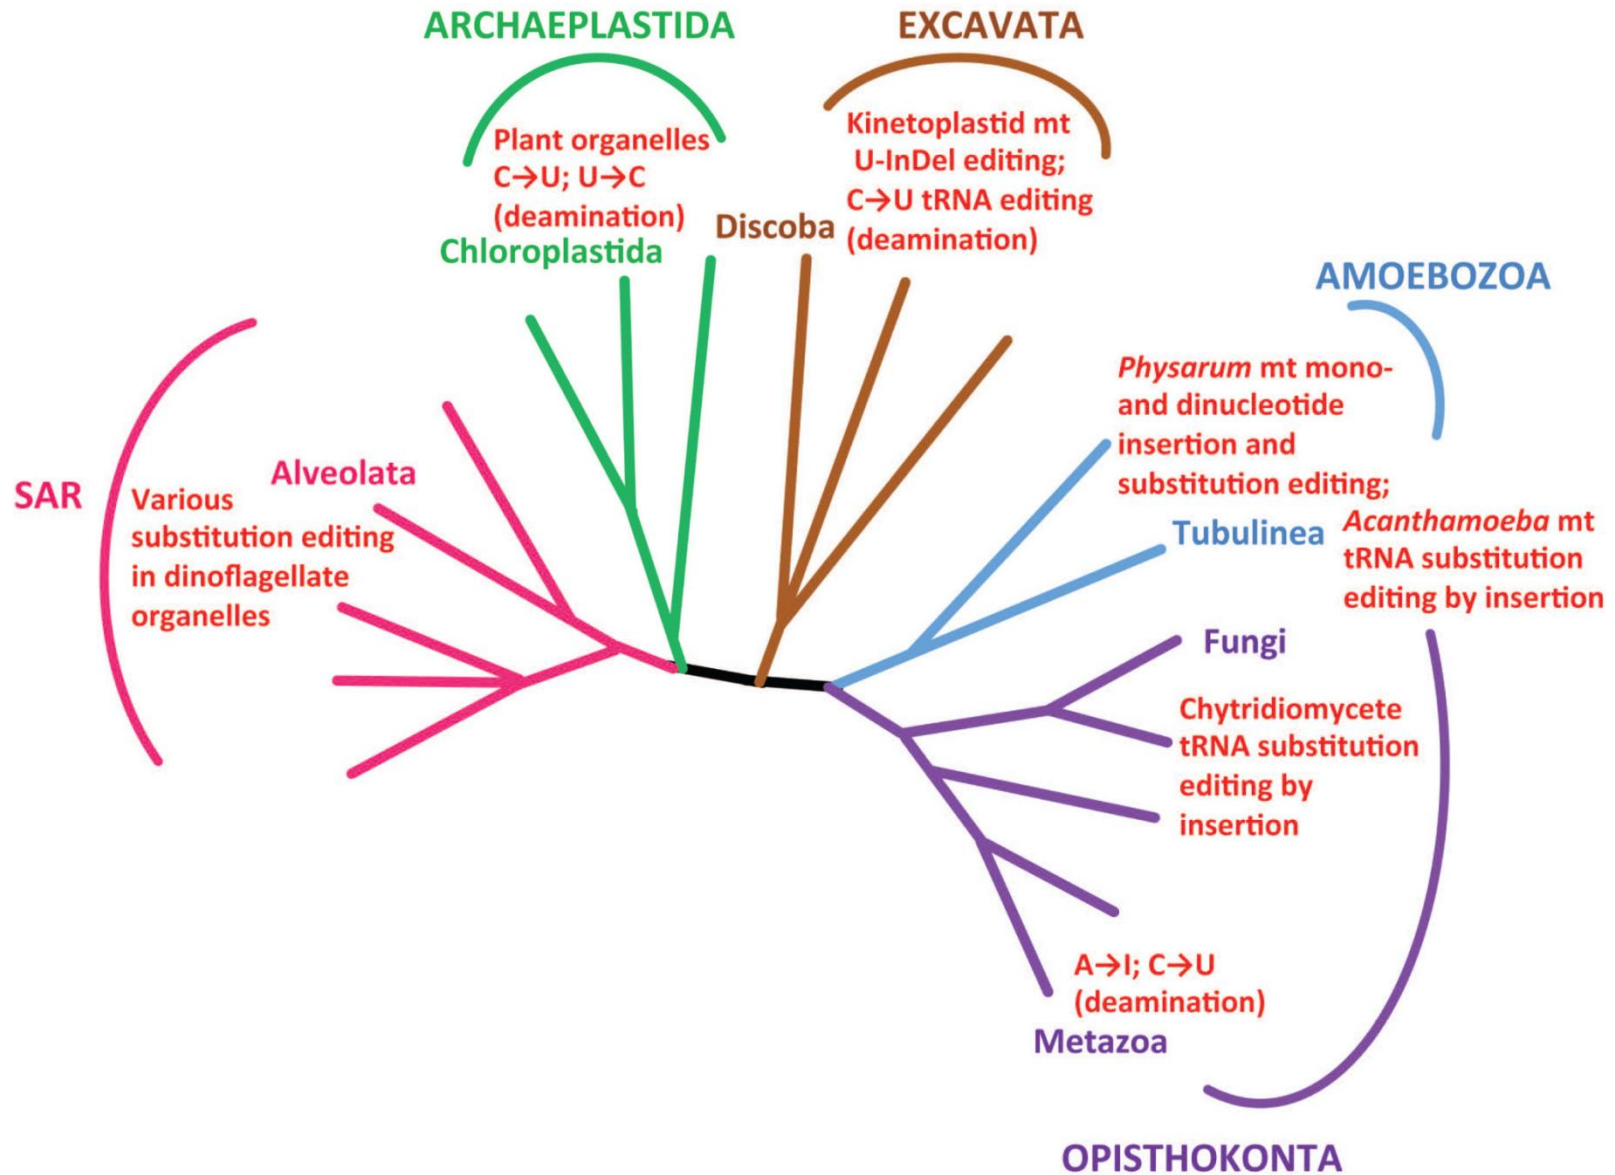 ARCHAEPLASTIDA
EXCAVATA
Plant organelles
C→U; U→C
(deamination)
Chloroplastida
Discoba
Kinetoplastid mt
U-InDel editing;
C→U tRNA editing
(deamination)
AMOEBOZOA
Physarum mt mono-
and dinucleotide
insertion and
substitution editing;
Tubulinea
Acanthamoeba mt
tRNA substitution
editing by insertion
SAR
Alveolata
Various
substitution editing
in dinoflagellate
organelles
Fungi
Chytridiomycete
tRNA substitution
editing by
insertion
A→I; C→U
(deamination)
Metazoa
OPISTHOKONTA